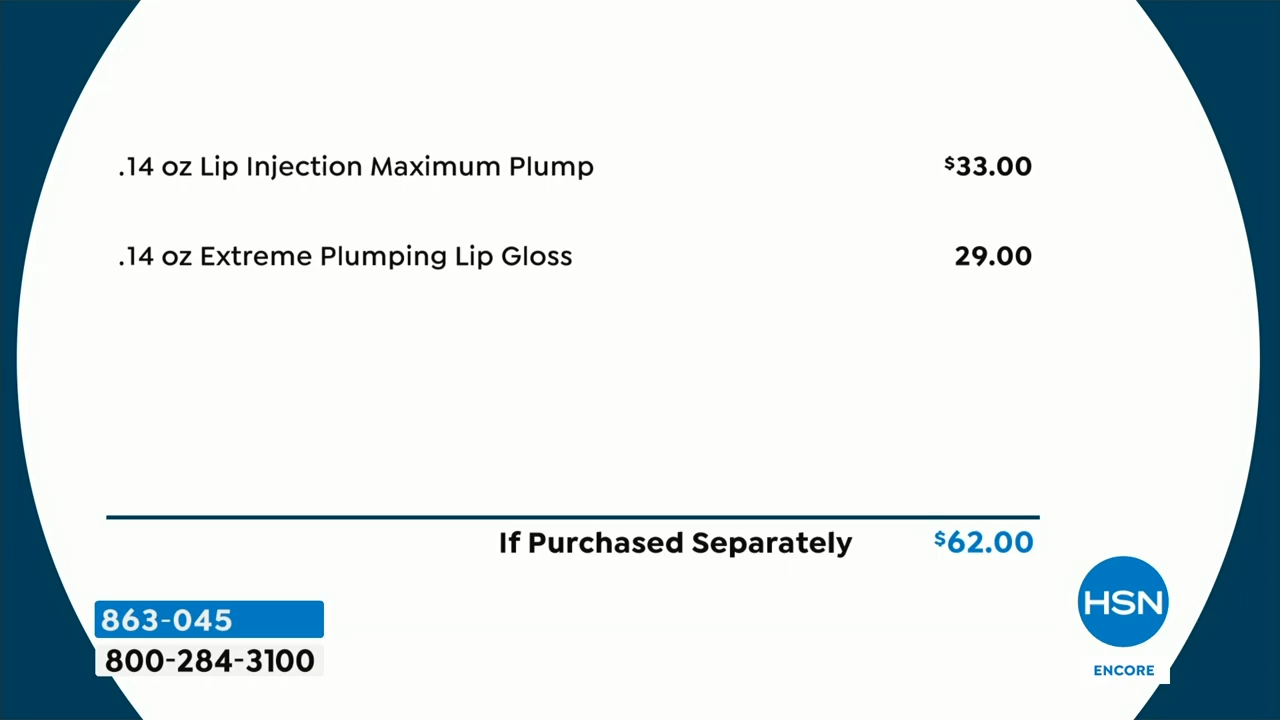 .14 oz Lip Injection Maximum Plump $33.00
.14 oz Extreme Plumping Lip Gloss 29.00
If Purchased Separately $62.00
863-045
800-284-3100
HSN
ENCORE